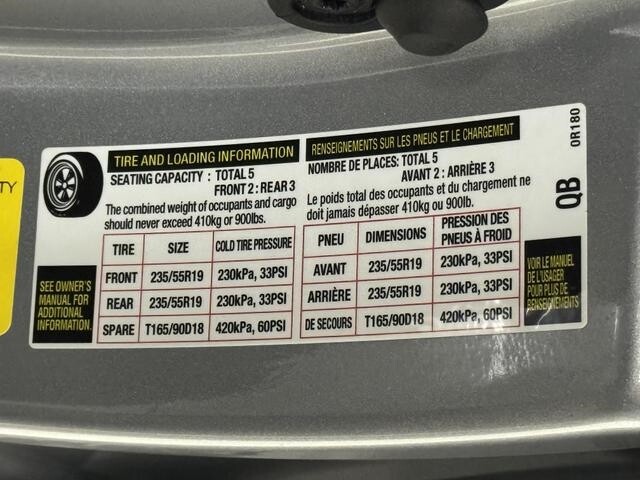 TY
TIRE AND LOADING INFORMATION
SEATING CAPACITY : TOTAL 5
FRONT 2 : REAR 3
The combined weight of occupants and cargo
should never exceed 410kg or 900lbs.
TIRE SIZE COLD TIRE PRESSURE
FRONT 235/55R19 230kPa, 33PSI
REAR 235/55R19 230kPa, 33PSI
SPARE T165/90D18 420kPa, 60PSI
SEE OWNER'S
MANUAL FOR
ADDITIONAL
INFORMATION.
RENSEIGNEMENTS SUR LES PNEUS ET LE CHARGEMENT
NOMBRE DE PLACES: TOTAL 5
AVANT 2 : ARRIÈRE 3
Le poids total des occupants et du chargement ne
doit jamais dépasser 410kg ou 900lb.
PNEU DIMENSIONS PRESSION DES
PNEUS À FROID
AVANT 235/55R19 230kPa, 33PSI
ARRIÈRE 235/55R19 230kPa, 33PSI
DE SECOURS T165/90D18 420kPa, 60PSI
VOIR LE MANUEL
DE L'USAGER
POUR PLUS DE
RENSEIGNEMENTS
QB
0R180